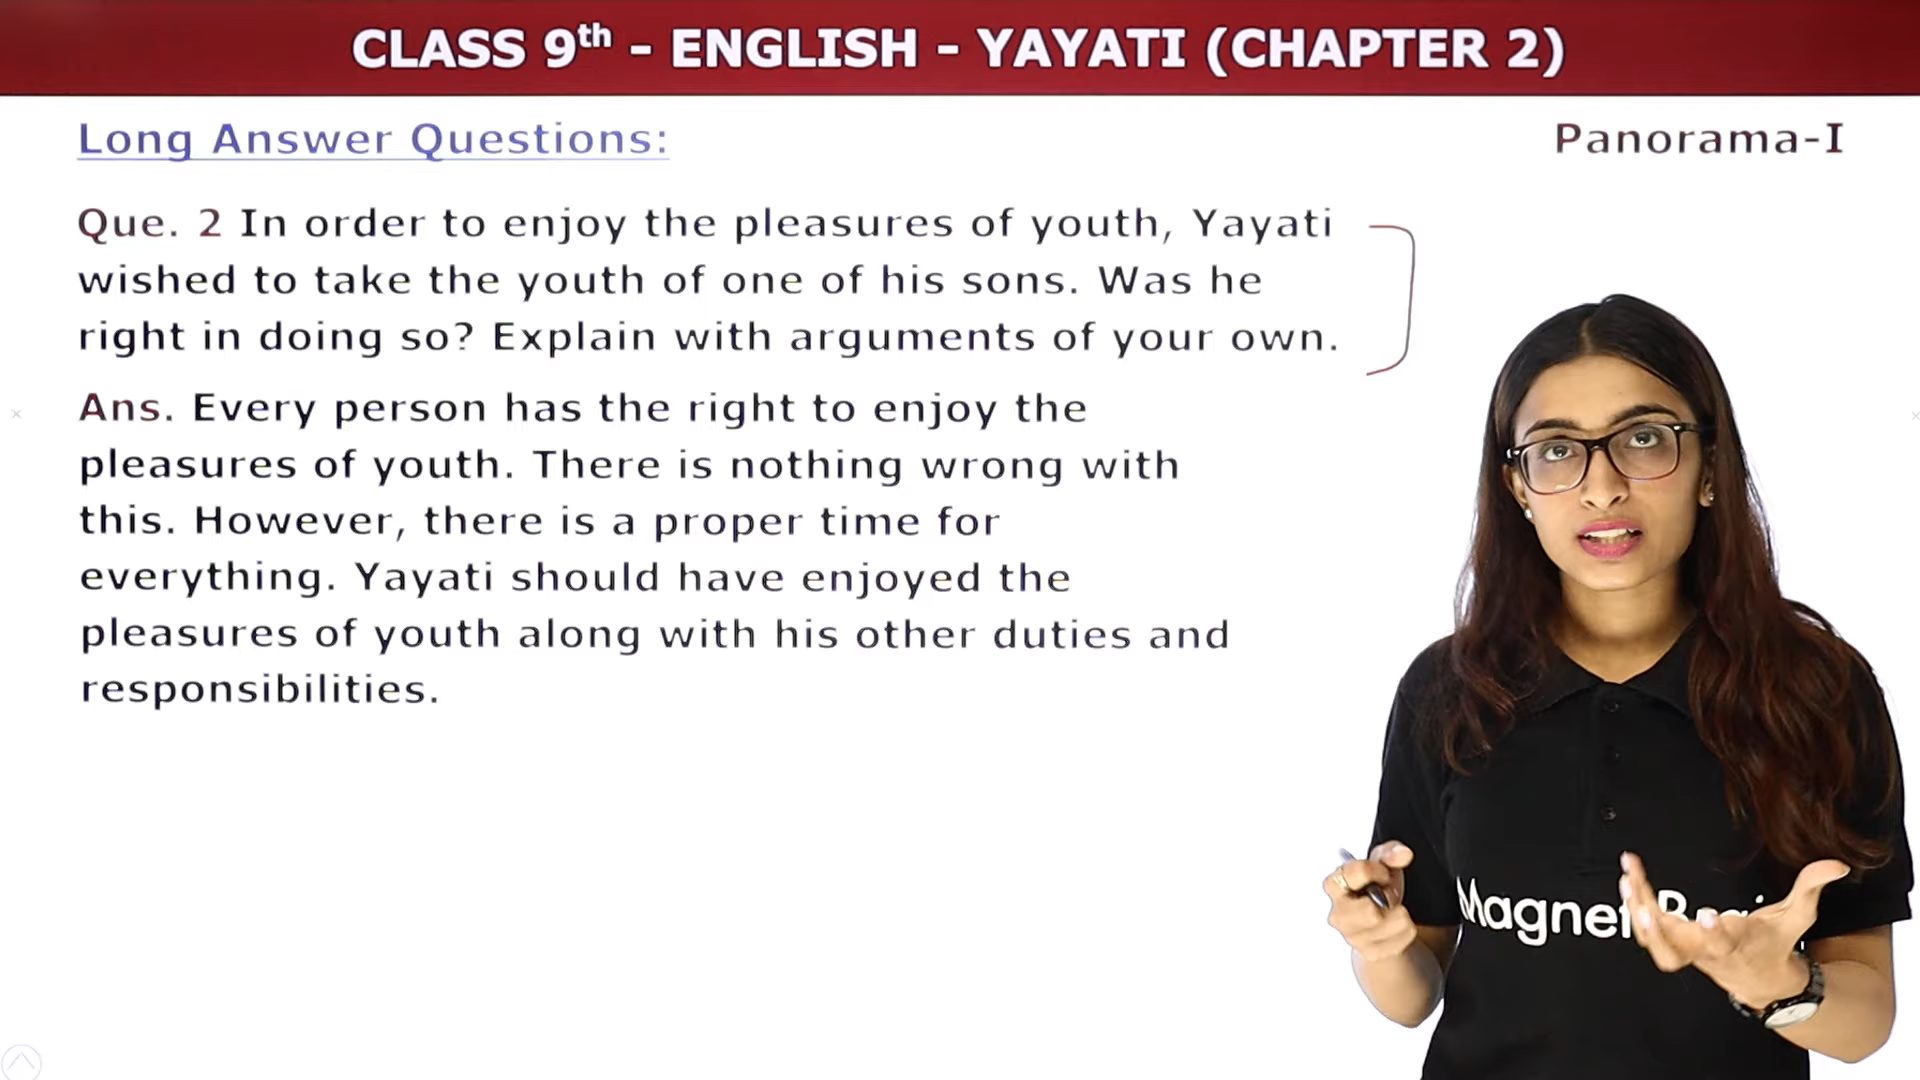 CLASS 9th - ENGLISH - YAYATI (CHAPTER 2)
Long Answer Questions:
Panorama-I
Que. 2 In order to enjoy the pleasures of youth, Yayati
wished to take the youth of one of his sons. Was he
right in doing so? Explain with arguments of your own.
Ans. Every person has the right to enjoy the
pleasures of youth. There is nothing wrong with
this. However, there is a proper time for
everything. Yayati should have enjoyed the
pleasures of youth along with his other duties and
responsibilities.
Magnet